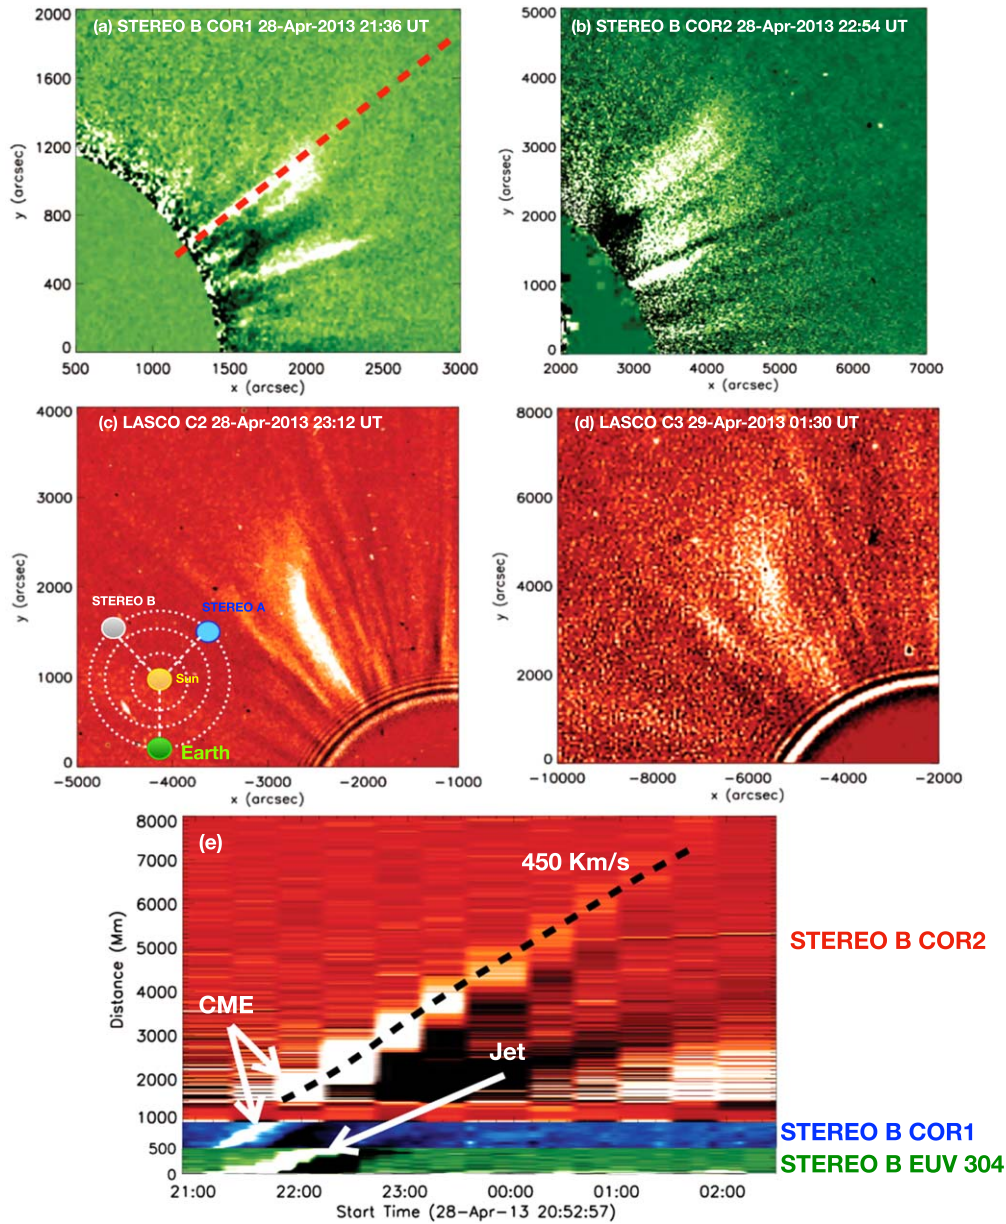 (a) STEREO B COR1 28-Apr-2013 21:36 UT
2000
1600
1200
800
400
0
y (arcsec)
500 1000 1500 2000 2500 3000
x (arcsec)
(b) STEREO B COR2 28-Apr-2013 22:54 UT
5000
4000
3000
2000
1000
0
y (arcsec)
2000 3000 4000 5000 6000 7000
x (arcsec)
(c) LASCO C2 28-Apr-2013 23:12 UT
4000
3000
2000
1000
0
y (arcsec)
STEREO B
STEREO A
Sun
Earth
-5000 -4000 -3000 -2000 -1000
x (arcsec)
(d) LASCO C3 29-Apr-2013 01:30 UT
8000
6000
4000
2000
0
y (arcsec)
-10000 -8000 -6000 -4000 -2000
x (arcsec)
(e)
8000
7000
6000
5000
4000
3000
2000
1000
500
0
Distance (Mm)
450 Km/s
CME
Jet
STEREO B COR2
STEREO B COR1
STEREO B EUV 304
21:00 22:00 23:00 00:00 01:00 02:00
Start Time (28-Apr-13 20:52:57)